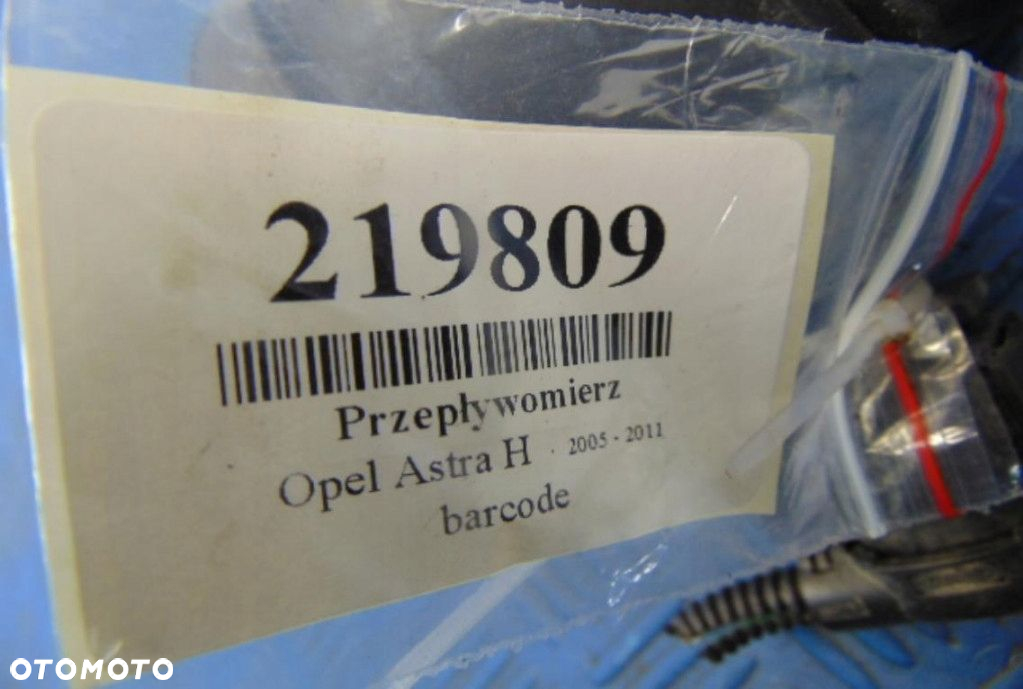 219809
Przepływomierz
Opel Astra H · 2005 - 2011
barcode
OTOMOTO